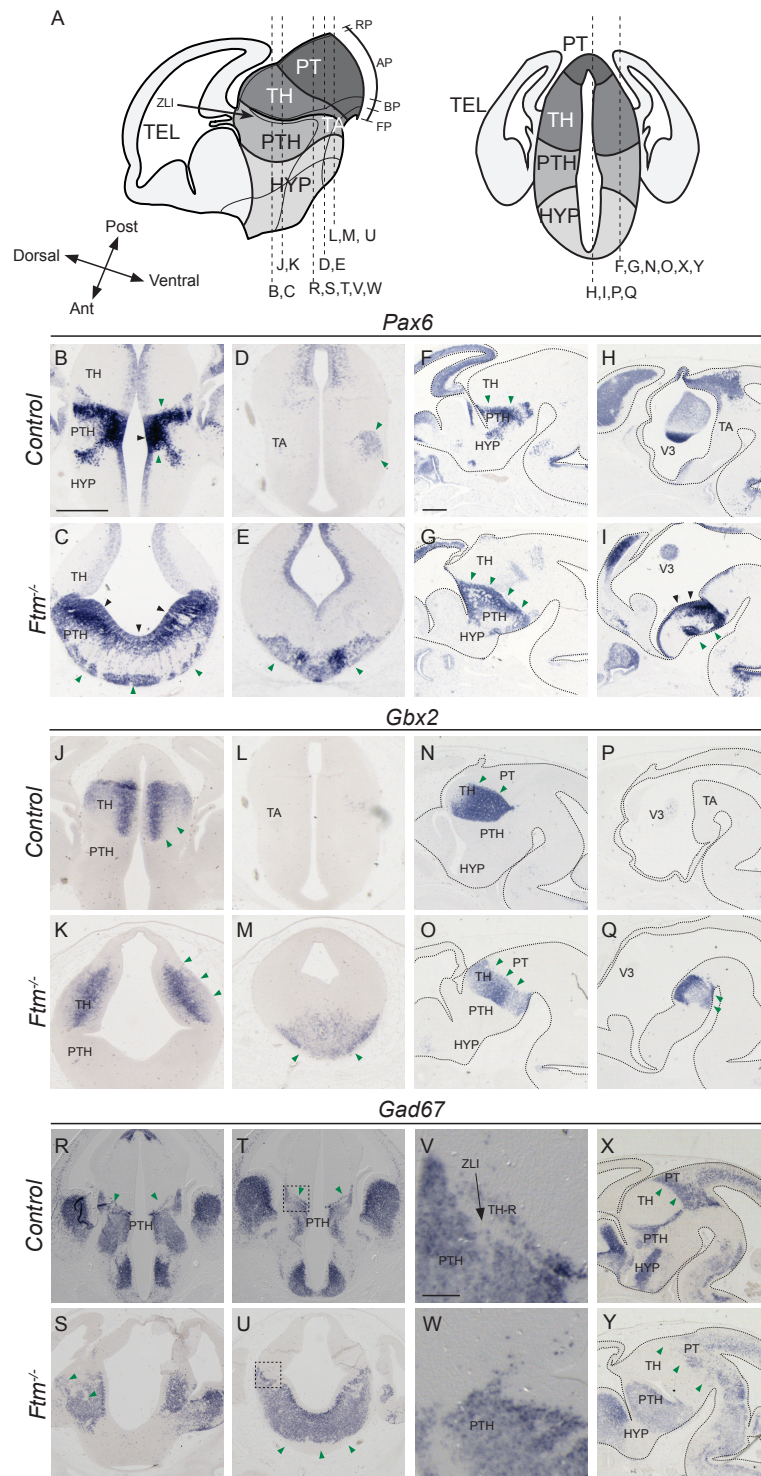 A
RP
PT
AP
ZLI
TH
BP
FP
TEL
TA
PTH
HYP
Post
Dorsal
Ventral
Ant
L,M, U
J,K
D,E
B,C
R,S,T,V,W
PT
TEL
TH
PTH
HYP
F,G,N,O,X,Y
H,I,P,Q
Pax6
Control
B
TH
PTH
HYP
D
TA
F
TH
PTH
HYP
H
TA
V3
Ftm-/-
C
TH
PTH
E
G
TH
PTH
HYP
I
V3
Gbx2
Control
J
TH
PTH
L
TA
N
PT
TH
PTH
HYP
P
V3
TA
Ftm-/-
K
TH
PTH
M
O
PT
TH
PTH
HYP
Q
V3
Gad67
Control
R
PTH
T
PTH
V
ZLI
TH-R
PTH
X
PT
TH
PTH
HYP
Ftm-/-
S
U
W
PTH
Y
PT
TH
PTH
HYP